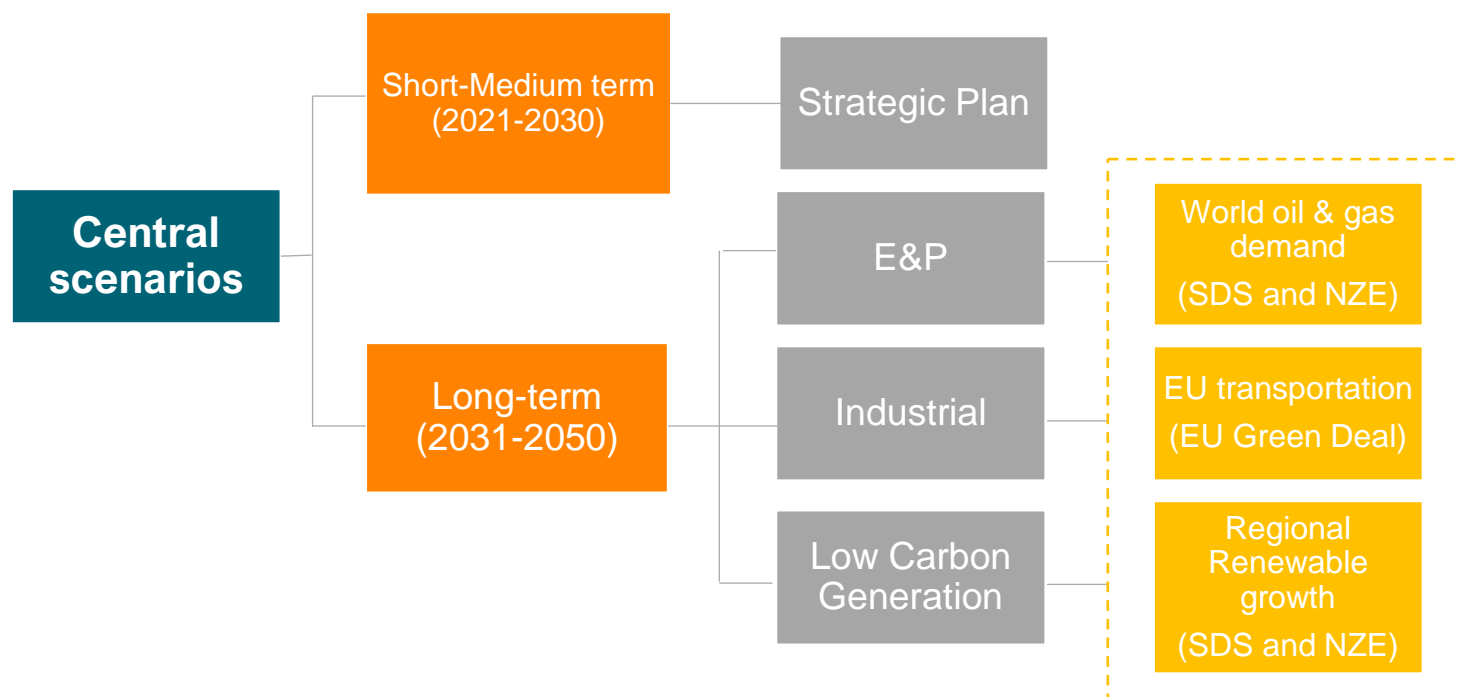 Central
scenarios
Short-Medium term
(2021-2030)
Strategic Plan
Long-term
(2031-2050)
E&P
World oil & gas
demand
(SDS and NZE)
Industrial
EU transportation
(EU Green Deal)
Low Carbon
Generation
Regional
Renewable
growth
(SDS and NZE)